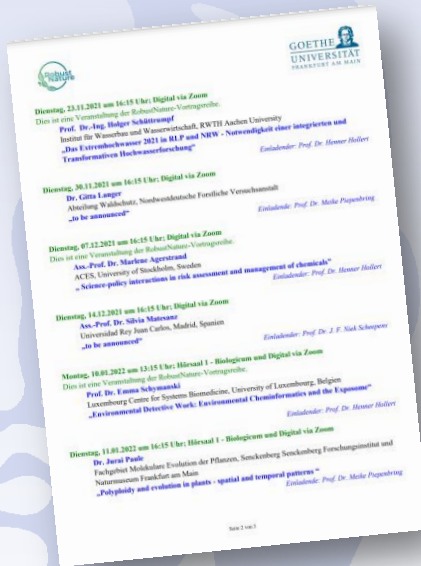 Robust
Nature
GOETHE
UNIVERSITÄT
FRANKFURT AM MAIN
Dienstag, 23.11.2021 um 16:15 Uhr; Digital via Zoom
Dies ist eine Veranstaltung der RobustNature-Vortragsreihe.
Prof. Dr.-Ing. Holger Schüttrumpf
Institut für Wasserbau und Wasserwirtschaft, RWTH Aachen University
„Das Extremhochwasser 2021 in RLP und NRW - Notwendigkeit einer integrierten und
Transformativen Hochwasserforschung"
Einladender: Prof. Dr. Henner Hollert
Dienstag, 30.11.2021 um 16:15 Uhr; Digital via Zoom
Dr. Gitta Langer
Abteilung Waldschutz, Nordwestdeutsche Forstliche Versuchsanstalt
„to be announced"
Einladende: Prof. Dr. Meike Piepenbring
Dienstag, 07.12.2021 um 16:15 Uhr; Digital via Zoom
Dies ist eine Veranstaltung der RobustNature-Vortragsreihe.
Ass.-Prof. Dr. Marlene Agerstrand
ACES, University of Stockholm, Sweden
„ Science-policy interactions in risk assessment and management of chemicals"
Einladender: Prof. Dr. Henner Hollert
Dienstag, 14.12.2021 um 16:15 Uhr; Digital via Zoom
Ass.-Prof. Dr. Silvia Matesanz
Universidad Rey Juan Carlos, Madrid, Spanien
„to be announced"
Einladender: Prof. Dr. J. F. Niek Scheepens
Montag, 10.01.2022 um 13:15 Uhr; Hörsaal 1 - Biologicum und Digital via Zoom
Dies ist eine Veranstaltung der RobustNature-Vortragsreihe.
Prof. Dr. Emma Schymanski
Luxembourg Centre for Systems Biomedicine, University of Luxembourg, Belgien
„Environmental Detective Work: Environmental Cheminformatics and the Exposome"
Einladender: Prof. Dr. Henner Hollert
Dienstag, 11.01.2022 um 16:15 Uhr; Hörsaal 1 - Biologicum und Digital via Zoom
Dr. Juraj Paule
Fachgebiet Molekulare Evolution der Pflanzen, Senckenberg Senckenberg Forschungsinstitut und
Naturmuseum Frankfurt am Main
„Polyploidy and evolution in plants - spatial and temporal patterns "
Einladende: Prof. Dr. Meike Piepenbring
Seite 2 von 3